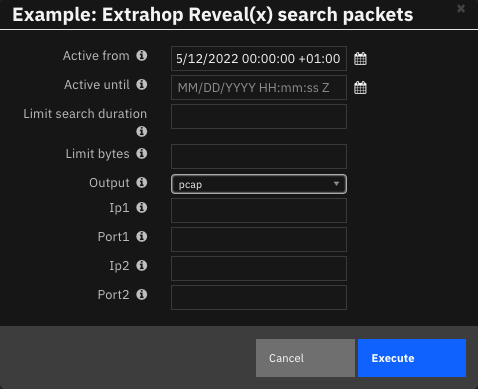 Example: Extrahop Reveal(x) search packets
Active from
5/12/2022 00:00:00 +01:00
Active until
MM/DD/YYYY HH:mm:ss Z
Limit search duration
Limit bytes
Output
pcap
Ip1
Port1
Ip2
Port2
Cancel
Execute